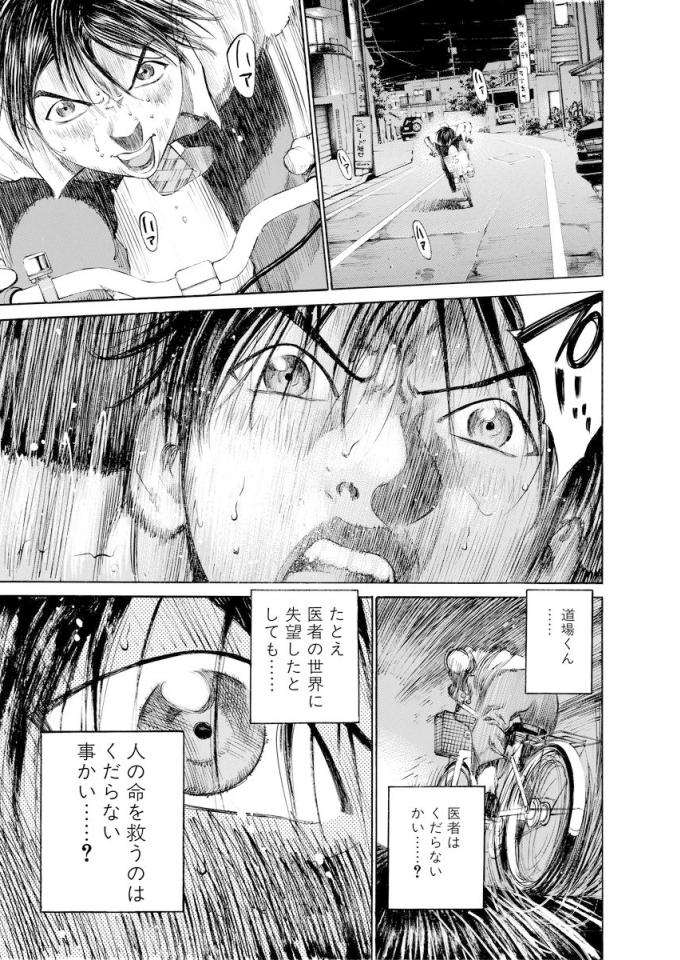 ハァ
ハァ
ハァ
ハァ
ハァ
道場くん
……
医者は
くだらない
かい……?
たとえ
医者の世界に
失望したと
しても……
人の命を救うのは
くだらない
事かい……?